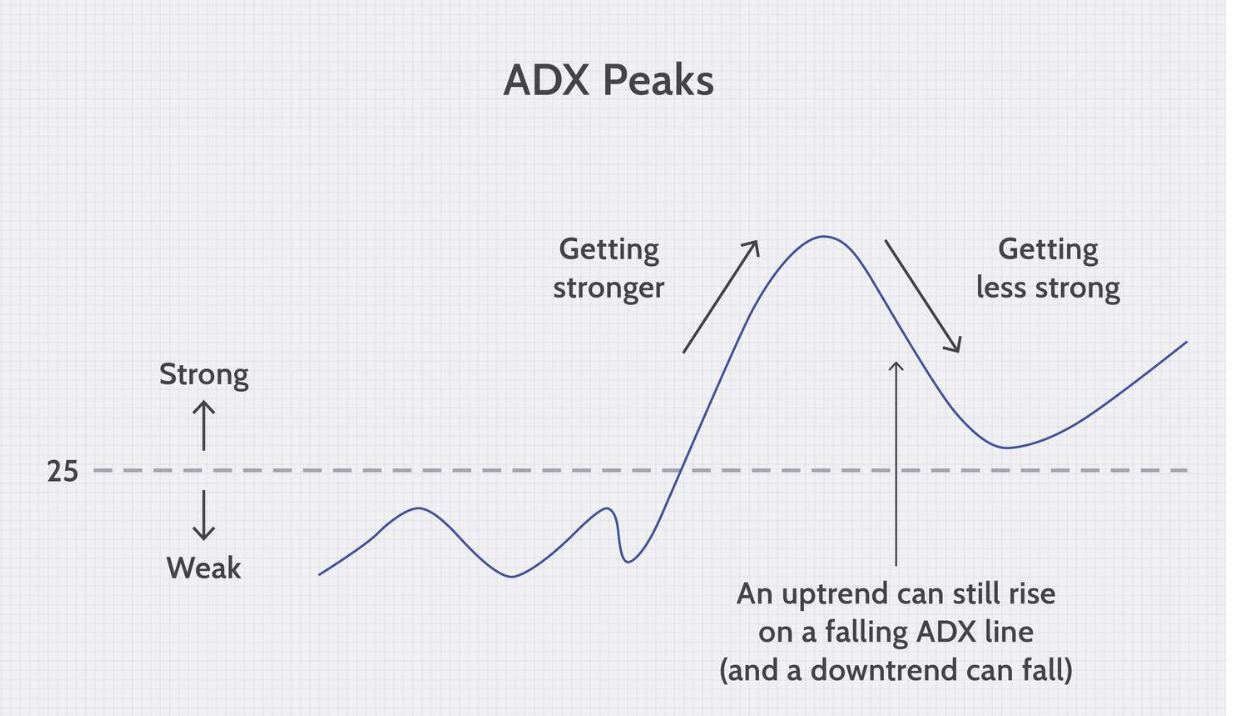 ADX Peaks
Getting
stronger
Getting
less strong
Strong
25
Weak
An uptrend can still rise
on a falling ADX line
(and a downtrend can fall)